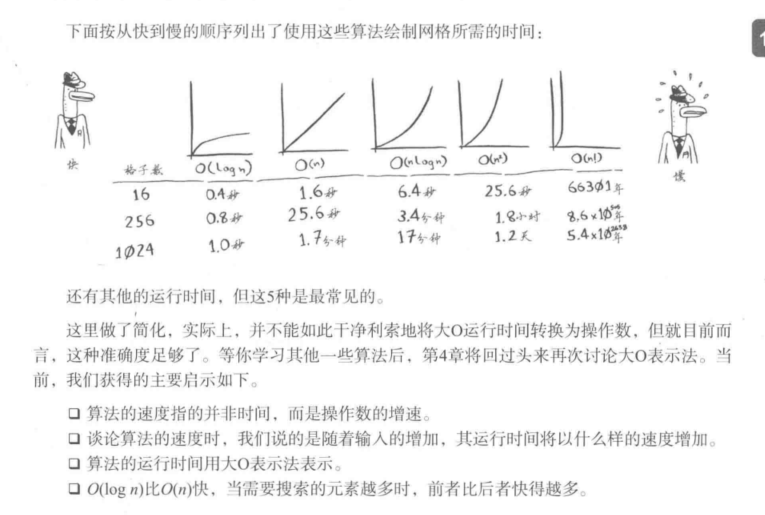 下面按从快到慢的顺序列出了使用这些算法绘制网格所需的时间：
快
慢
格子数 O(log n) O(n) O(n log n) O(n²) O(n!)
16 0.4秒 1.6秒 6.4秒 25.6秒 66301年
256 0.8秒 25.6秒 3.4分钟 1.8小时 8.6x10⁵⁰⁵年
1024 1.0秒 1.7分钟 17分钟 1.2天 5.4x10²⁶³⁸年
还有其他的运行时间，但这5种是最常见的。
这里做了简化，实际上，并不能如此干净利索地将大O运行时间转换为操作数，但就目前而
言，这种准确度足够了。等你学习其他一些算法后，第4章将回过头来再次讨论大O表示法。当
前，我们获得的主要启示如下。
❑ 算法的速度指的并非时间，而是操作数的增速。
❑ 谈论算法的速度时，我们说的是随着输入的增加，其运行时间将以什么样的速度增加。
❑ 算法的运行时间用大O表示法表示。
❑ O(log n)比O(n)快，当需要搜索的元素越多时，前者比后者快得越多。